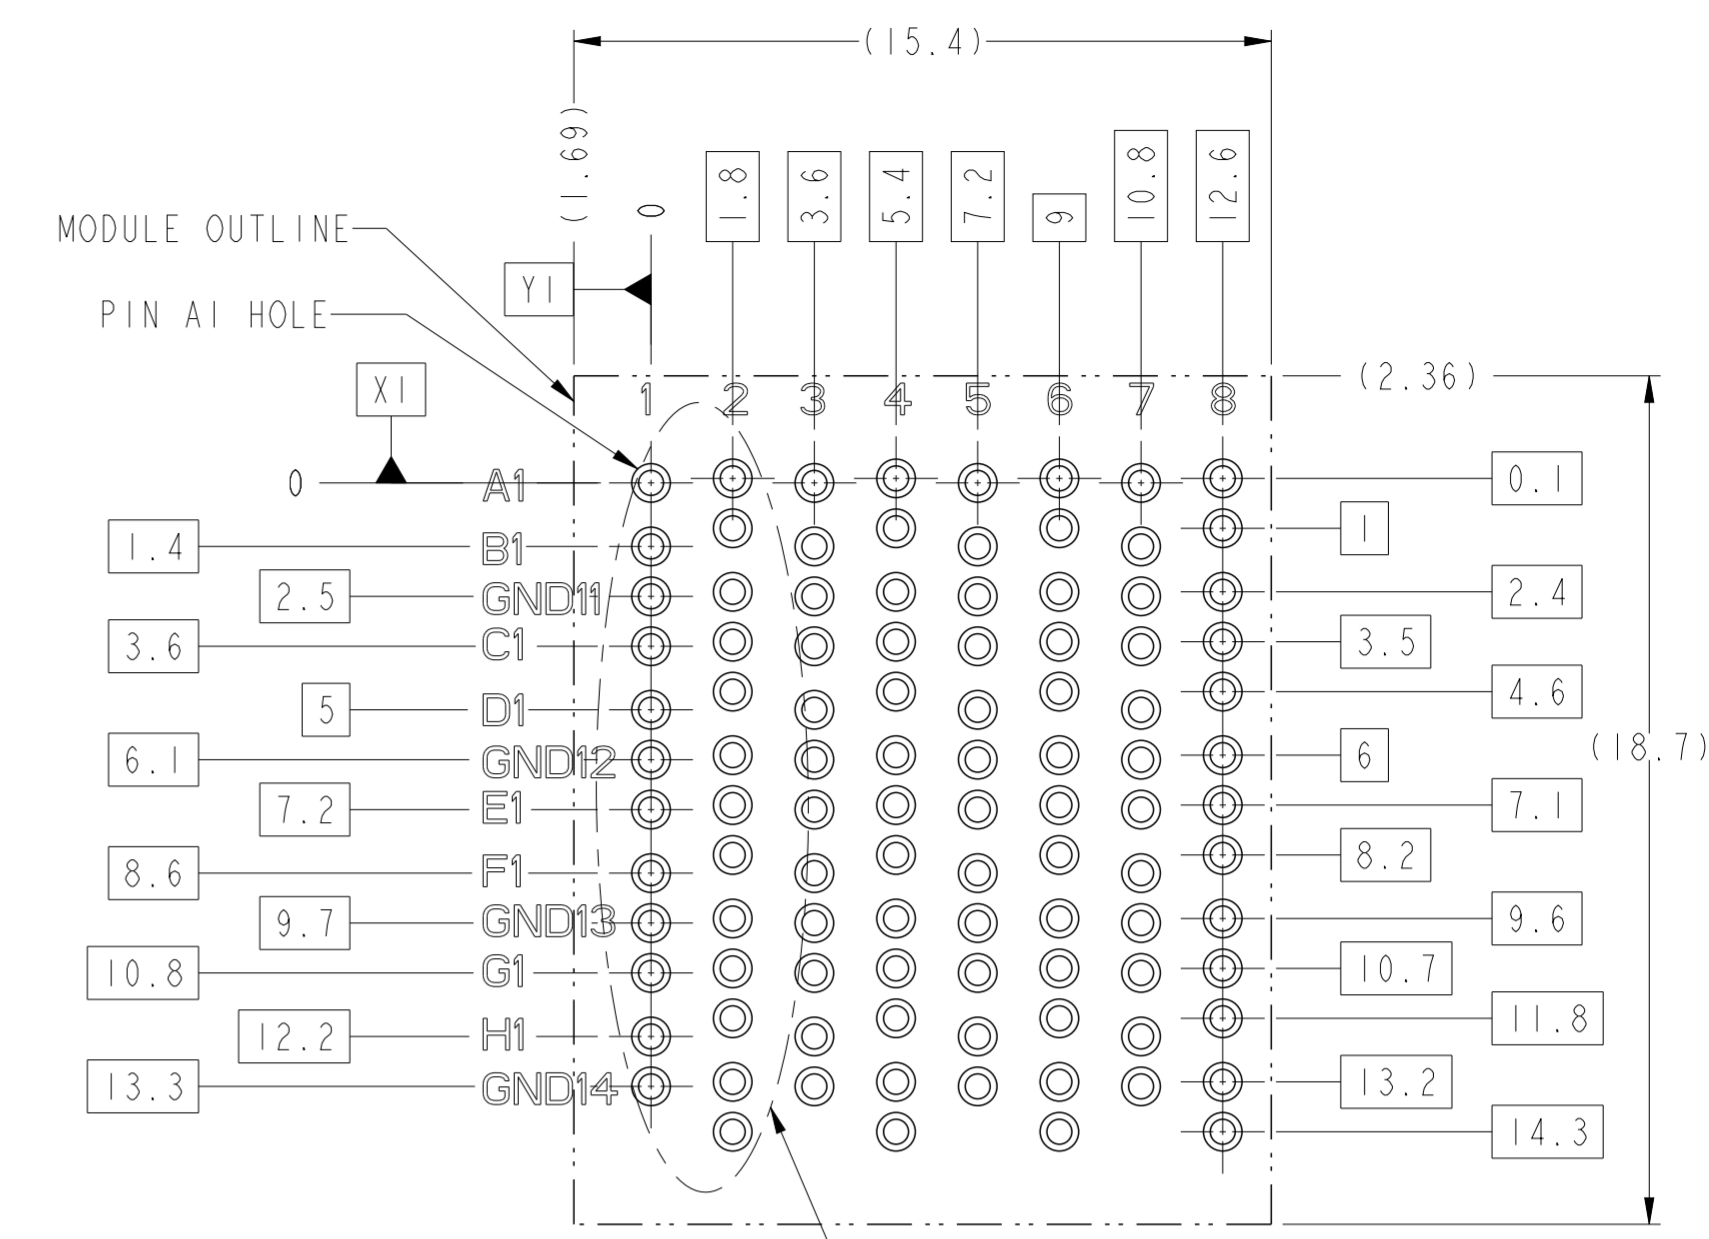 (15.4)
(1.69)
0
1.8
3.6
5.4
7.2
9
10.8
12.6
MODULE OUTLINE
Y1
PIN A1 HOLE
X1
(2.36)
1 2 3 4 5 6 7 8
0 A1 0.1
1
1.4 B1
2.5 GND11 2.4
3.6 C1 3.5
4.6
5 D1
6.1 GND12 6
(18.7)
7.2 E1 7.1
8.2
8.6 F1
9.7 GND13 9.6
10.8 G1 10.7
11.8
12.2 H1
13.3 GND14 13.2
14.3